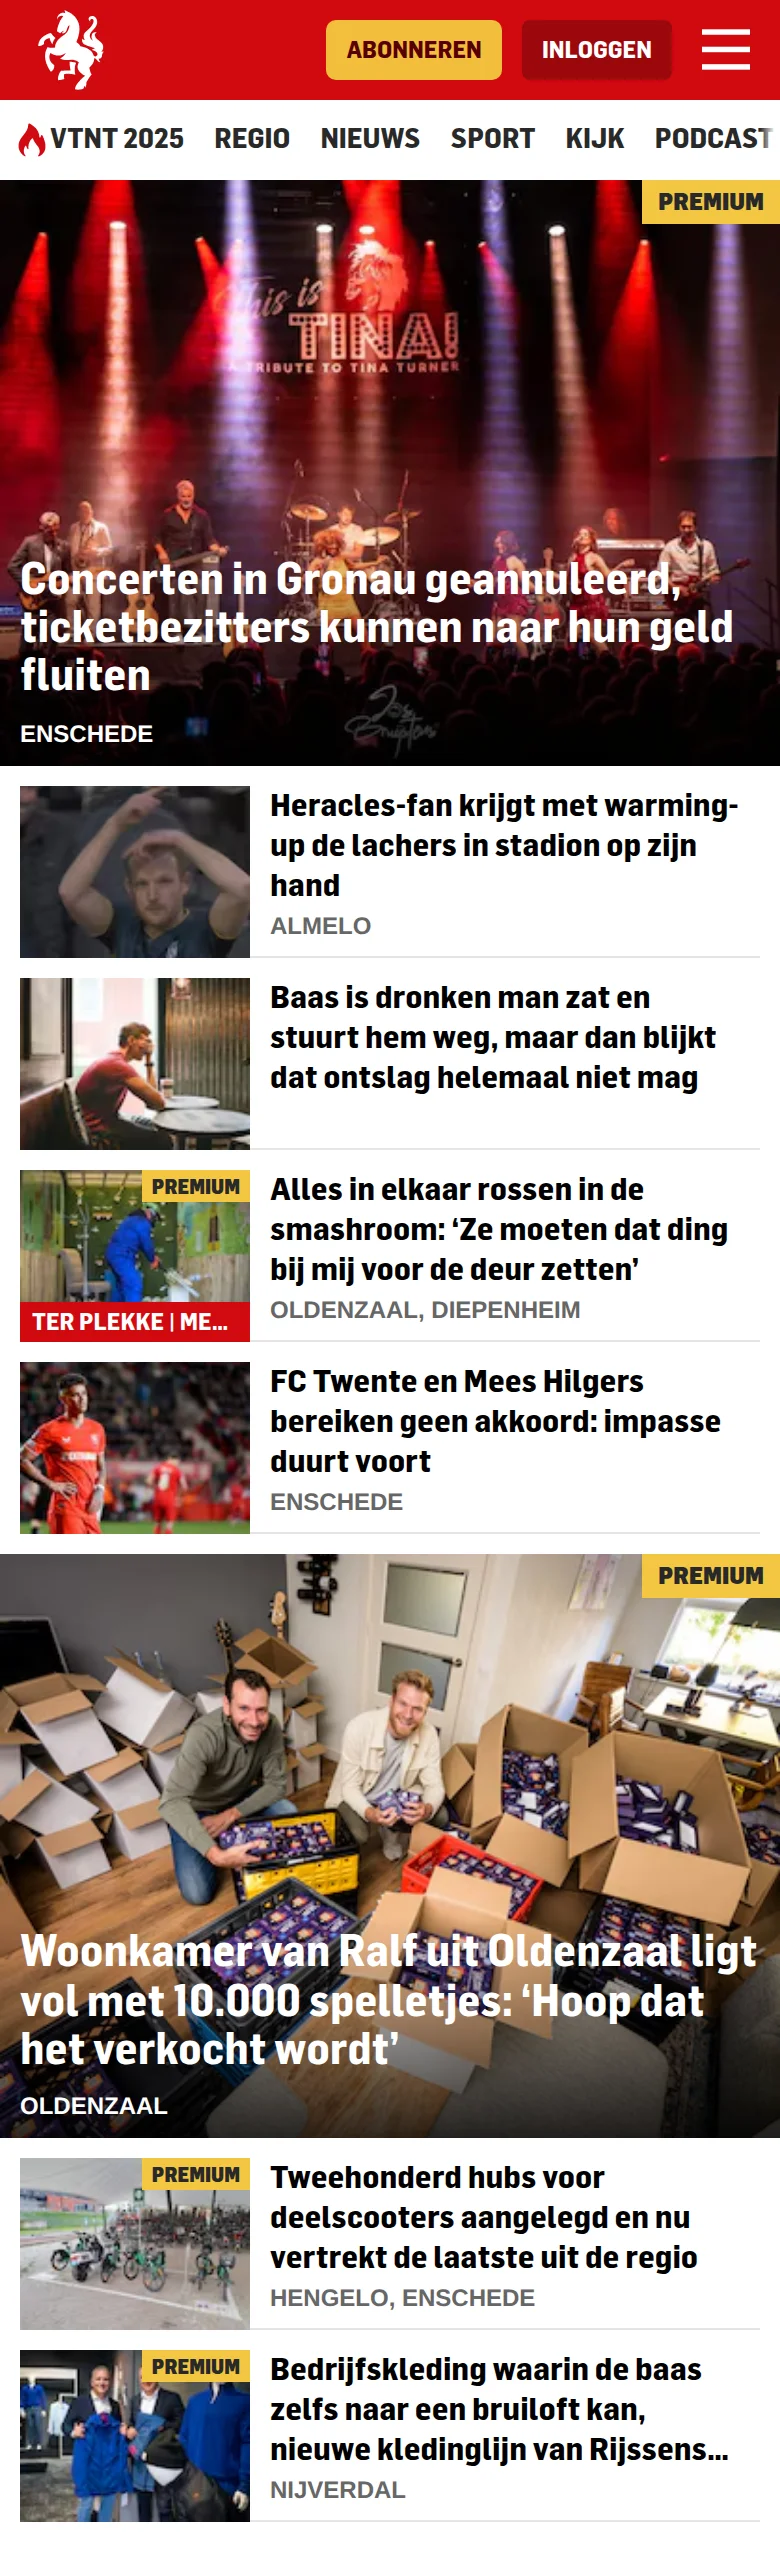 ABONNEREN
INLOGGEN
VTNT 2025 REGIO NIEUWS SPORT KIJK PODCAST
PREMIUM
This is
TINA!
A TRIBUTE TO TINA TURNER
Concerten in Gronau geannuleerd,
ticketbezitters kunnen naar hun geld
fluiten
ENSCHEDE
Heracles-fan krijgt met warming-
up de lachers in stadion op zijn
hand
ALMELO
Baas is dronken man zat en
stuurt hem weg, maar dan blijkt
dat ontslag helemaal niet mag
PREMIUM
TER PLEKKE | ME...
Alles in elkaar rossen in de
smashroom: ‘Ze moeten dat ding
bij mij voor de deur zetten’
OLDENZAAL, DIEPENHEIM
FC Twente en Mees Hilgers
bereiken geen akkoord: impasse
duurt voort
ENSCHEDE
PREMIUM
Woonkamer van Ralf uit Oldenzaal ligt
vol met 10.000 spelletjes: ‘Hoop dat
het verkocht wordt’
OLDENZAAL
PREMIUM
Tweehonderd hubs voor
deelscooters aangelegd en nu
vertrekt de laatste uit de regio
HENGELO, ENSCHEDE
PREMIUM
Bedrijfskleding waarin de baas
zelfs naar een bruiloft kan,
nieuwe kledinglijn van Rijssens...
NIJVERDAL